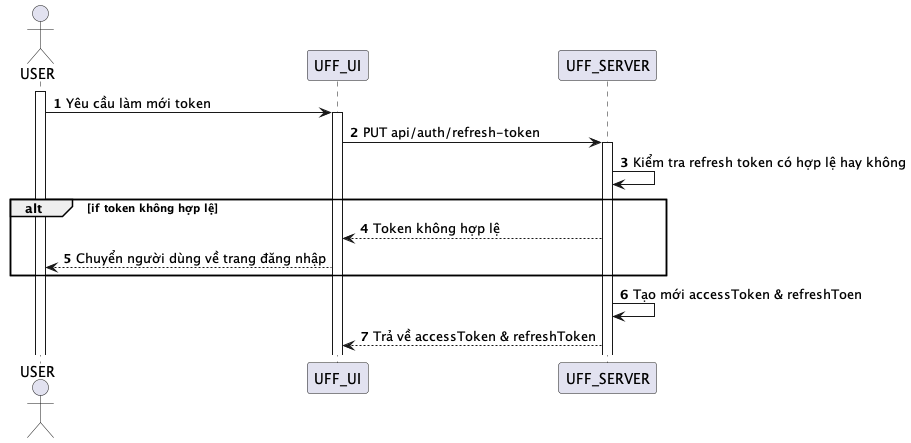 USER
UFF_UI
UFF_SERVER
1 Yêu cầu làm mới token
2 PUT api/auth/refresh-token
3 Kiểm tra refresh token có hợp lệ hay không
alt [if token không hợp lệ]
4 Token không hợp lệ
5 Chuyển người dùng về trang đăng nhập
6 Tạo mới accessToken & refreshToen
7 Trả về accessToken & refreshToken
USER
UFF_UI
UFF_SERVER